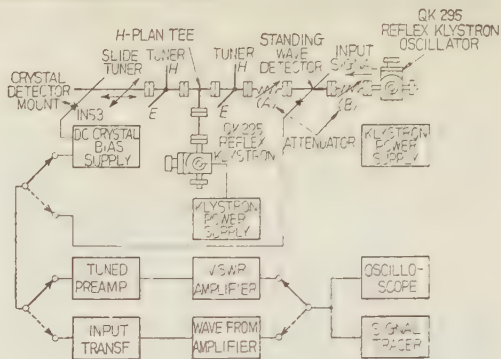 QK 295
REFLEX KLYSTRON
OSCILLATOR
H-PLAN TEE
STANDING
WAVE
DETECTOR
INPUT
SIGNAL
TUNER
H
TUNER
H
SLIDE
TUNER
CRYSTAL
DETECTOR
MOUNT
IN53
E
E
(A)
(B)
DC CRYSTAL
BIAS
SUPPLY
QK 295
REFLEX
KLYSTRON
ATTENUATOR
KLYSTRON
POWER
SUPPLY
KLYSTRON
POWER
SUPPLY
TUNED
PREAMP
VSWR
AMPLIFIER
OSCILLO-
SCOPE
INPUT
TRANSF
WAVE FROM
AMPLIFIER
SIGNAL
TRACER